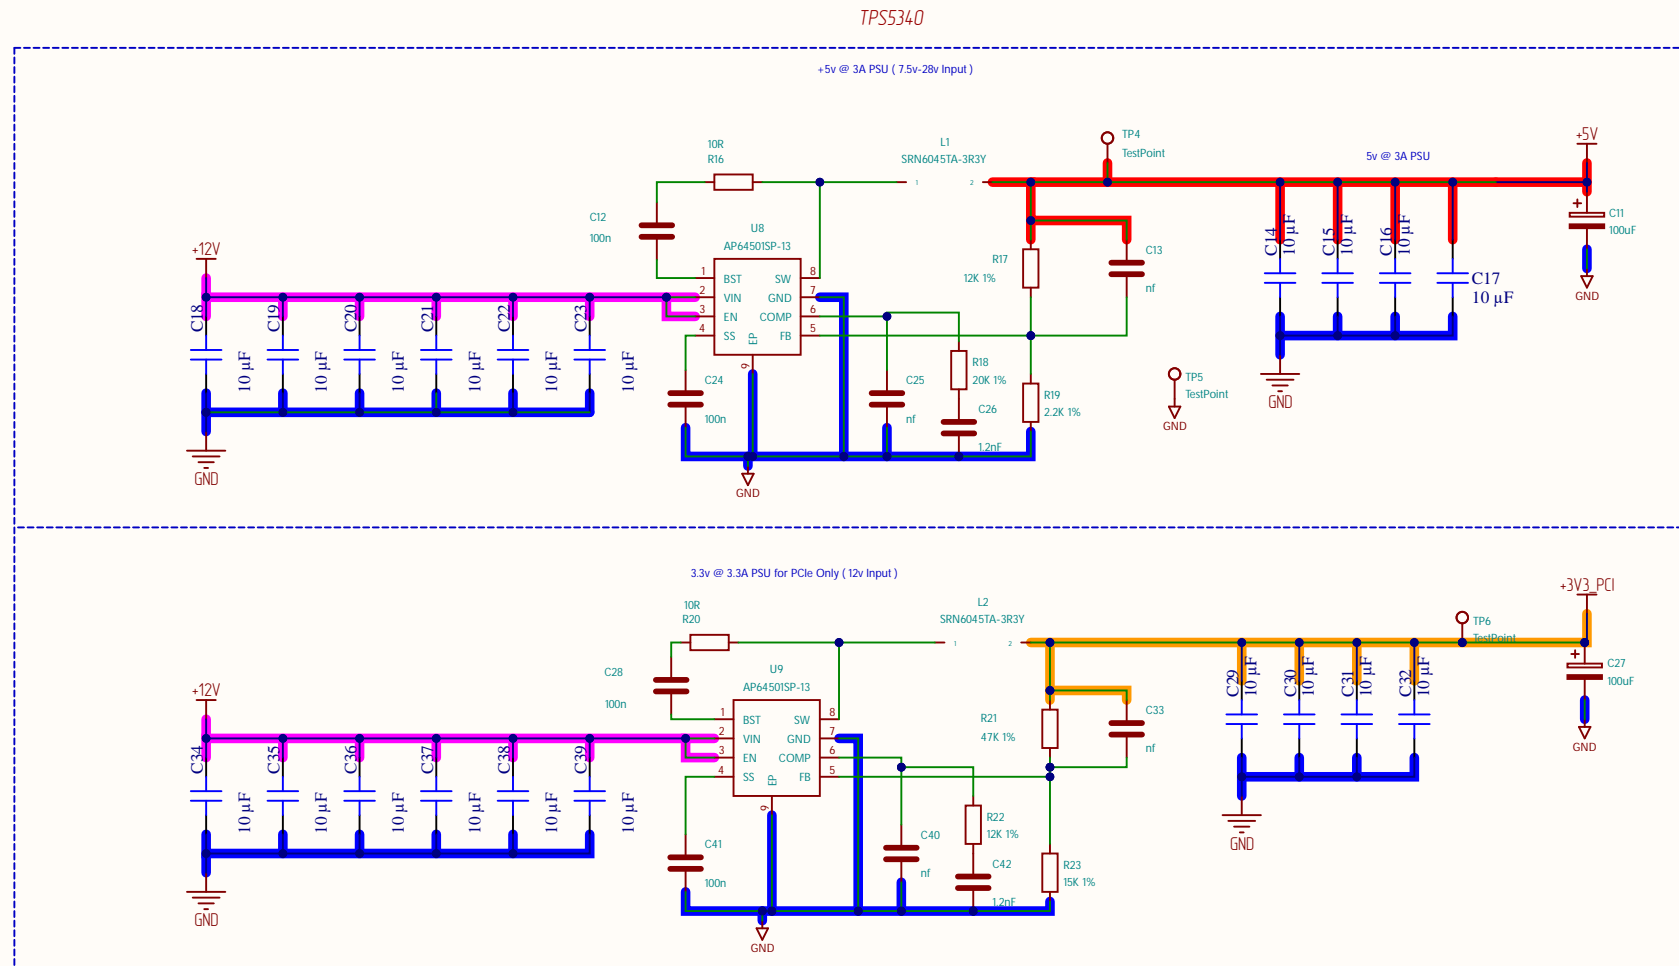 TPS5340
+5v @ 3A PSU ( 7.5v-28v Input )
10R
R16
L1
SRN6045TA-3R3Y
1
2
TP4
TestPoint
5v @ 3A PSU
+5V
C12
100n
U8
AP64501SP-13
1
BST
2
VIN
3
EN
4
SS
EP
9
SW
8
GND
7
COMP
6
FB
5
+12V
C18
10 µF
C19
10 µF
C20
10 µF
C21
10 µF
C22
10 µF
C23
10 µF
GND
C24
100n
GND
C25
nf
R18
20K 1%
C26
1.2nF
R17
12K 1%
C13
nf
R19
2.2K 1%
TP5
TestPoint
GND
C14
10 µF
C15
10 µF
C16
10 µF
C17
10 µF
GND
+
C11
100uF
GND
3.3v @ 3.3A PSU for PCIe Only ( 12v Input )
10R
R20
L2
SRN6045TA-3R3Y
1
2
TP6
TestPoint
+3V3_PCI
C28
100n
U9
AP64501SP-13
1
BST
2
VIN
3
EN
4
SS
EP
9
SW
8
GND
7
COMP
6
FB
5
+12V
C34
10 µF
C35
10 µF
C36
10 µF
C37
10 µF
C38
10 µF
C39
10 µF
GND
C41
100n
GND
C40
nf
R22
12K 1%
C42
1.2nF
R21
47K 1%
C33
nf
R23
15K 1%
C29
10 µF
C30
10 µF
C31
10 µF
C32
10 µF
GND
+
C27
100uF
GND